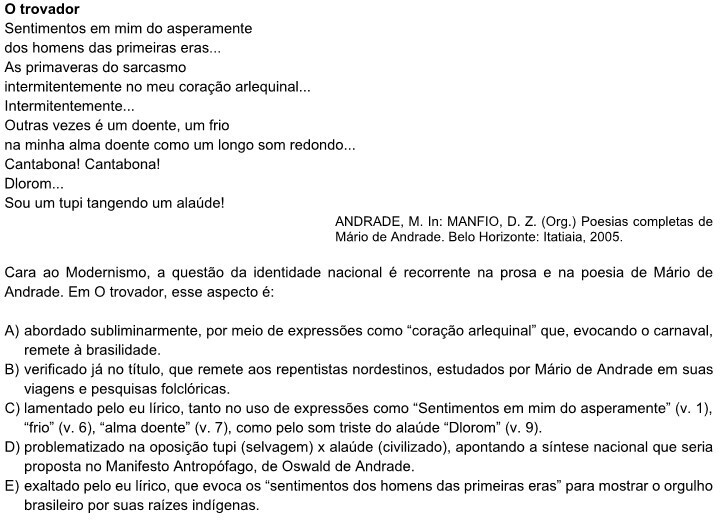 O trovador
Sentimentos em mim do asperamente
dos homens das primeiras eras...
As primaveras do sarcasmo
intermitentemente no meu coração arlequinal...
Intermitentemente...
Outras vezes é um doente, um frio
na minha alma doente como um longo som redondo...
Cantabona! Cantabona!
Dlorom...
Sou um tupi tangendo um alaúde!
ANDRADE, M. In: MANFIO, D. Z. (Org.) Poesias completas de
Mário de Andrade. Belo Horizonte: Itatiaia, 2005.
Cara ao Modernismo, a questão da identidade nacional é recorrente na prosa e na poesia de Mário de
Andrade. Em O trovador, esse aspecto é:
A) abordado subliminarmente, por meio de expressões como “coração arlequinal” que, evocando o carnaval,
remete à brasilidade.
B) verificado já no título, que remete aos repentistas nordestinos, estudados por Mário de Andrade em suas
viagens e pesquisas folclóricas.
C) lamentado pelo eu lírico, tanto no uso de expressões como “Sentimentos em mim do asperamente” (v. 1),
“frio” (v. 6), “alma doente” (v. 7), como pelo som triste do alaúde “Dlorom” (v. 9).
D) problematizado na oposição tupi (selvagem) x alaúde (civilizado), apontando a síntese nacional que seria
proposta no Manifesto Antropófago, de Oswald de Andrade.
E) exaltado pelo eu lírico, que evoca os “sentimentos dos homens das primeiras eras” para mostrar o orgulho
brasileiro por suas raízes indígenas.